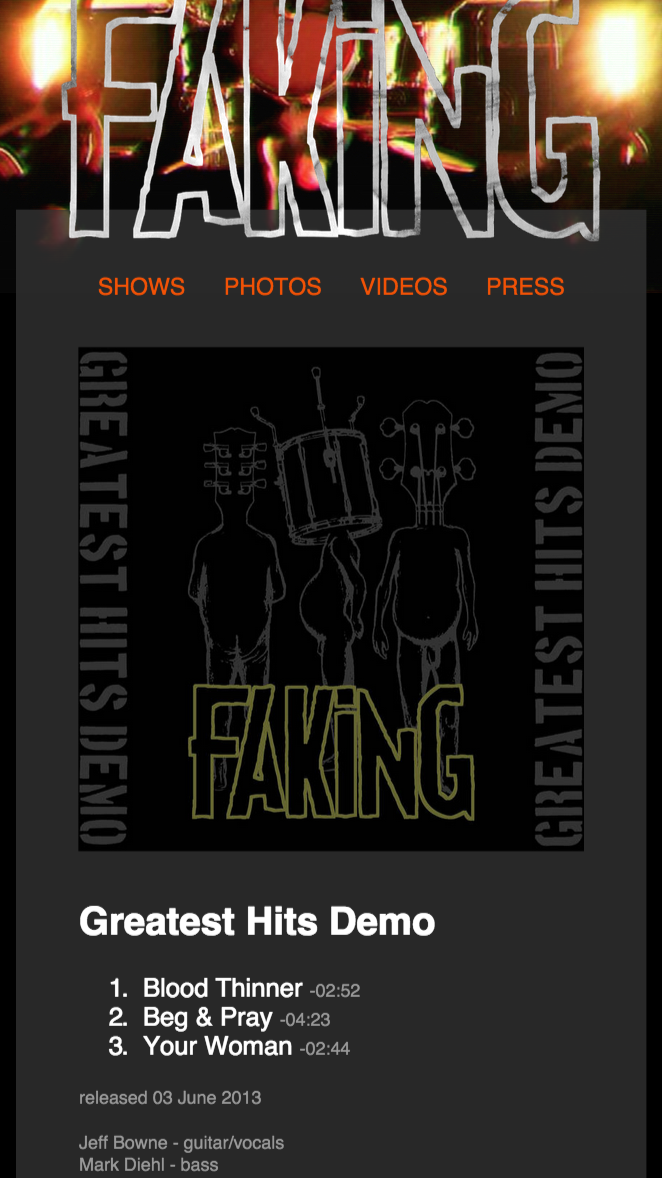 FAKiNG
SHOWS PHOTOS VIDEOS PRESS
GREATEST HITS DEMO
GREATEST HITS DEMO
FAKiNG
Greatest Hits Demo
1. Blood Thinner -02:52
2. Beg & Pray -04:23
3. Your Woman -02:44
released 03 June 2013
Jeff Bowne - guitar/vocals
Mark Diehl - bass